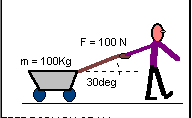 F = 100 N
m = 100Kg
30deg